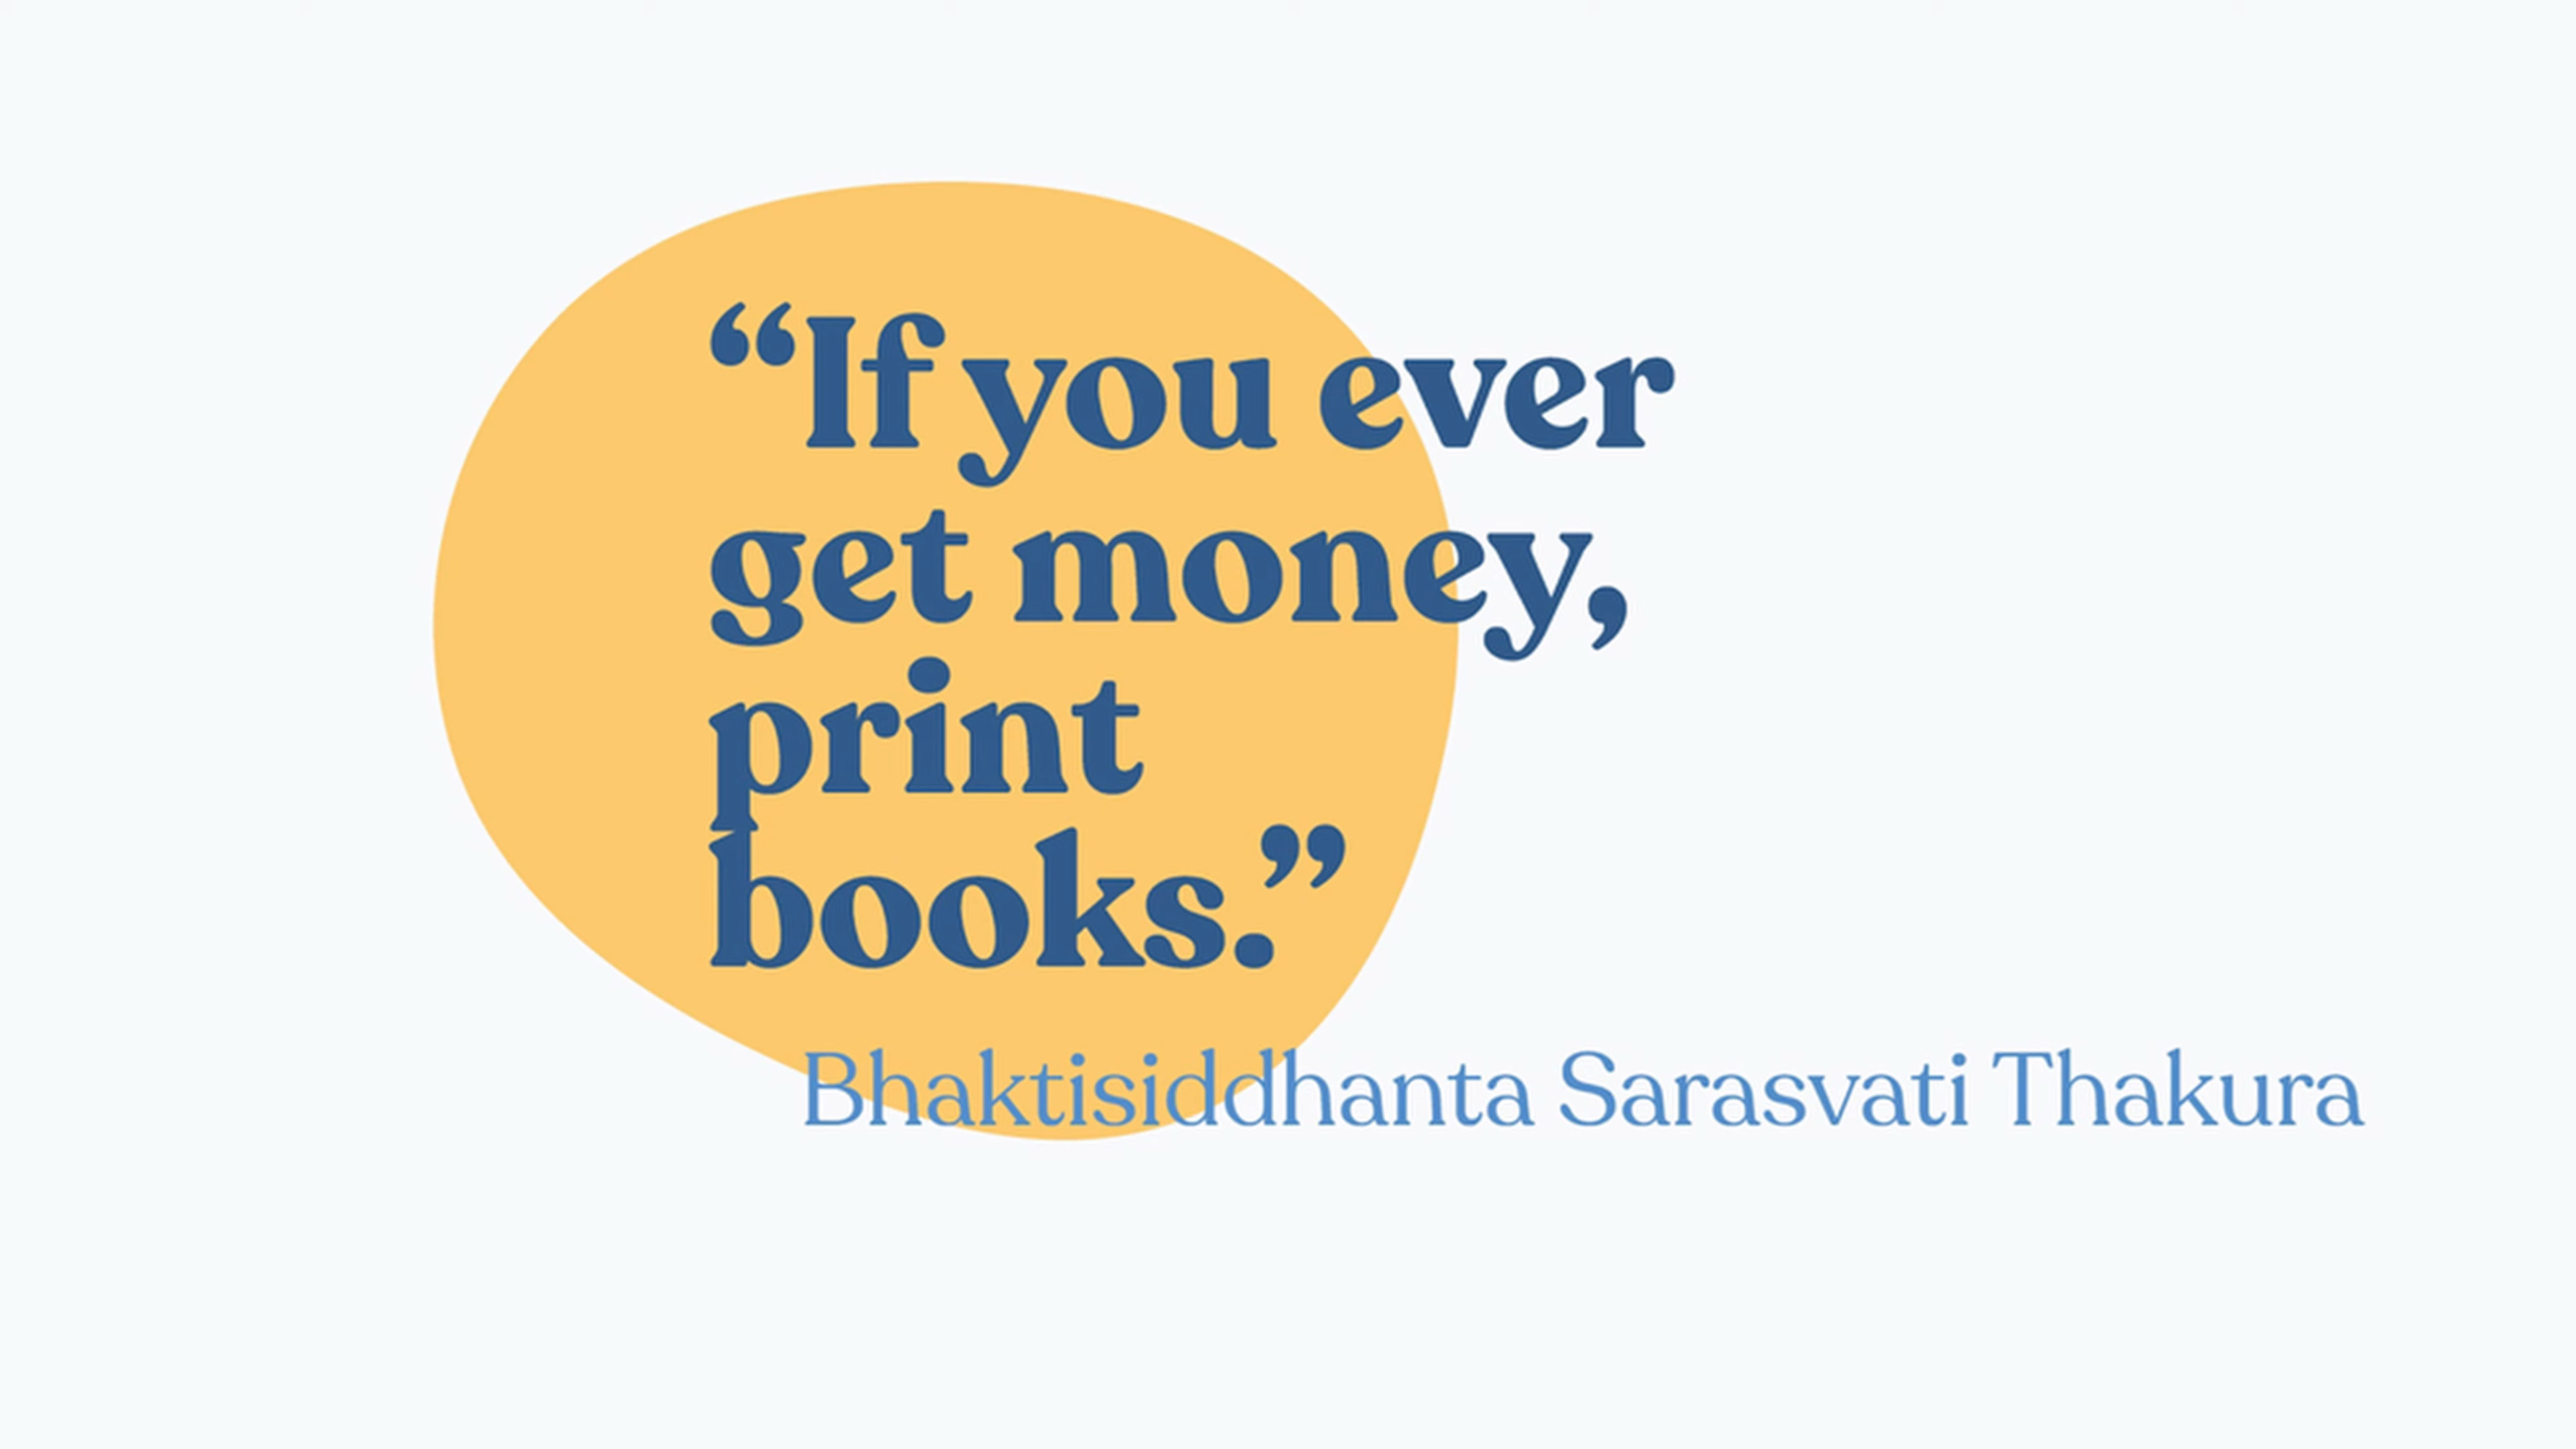 “If you ever
get money,
print
books.”
Bhaktisiddhanta Sarasvati Thakura